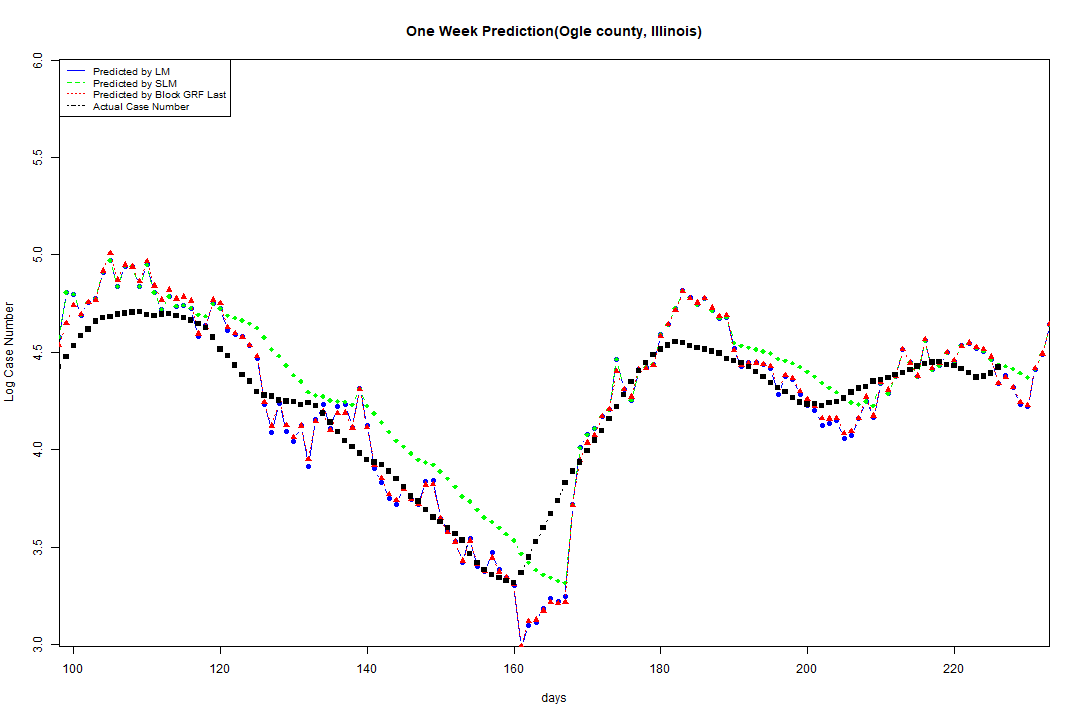 One Week Prediction(Ogle county, Illinois)
Predicted by LM
Predicted by SLM
Predicted by Block GRF Last
Actual Case Number
Log Case Number
6.0
5.5
5.0
4.5
4.0
3.5
3.0
100 120 140 160 180 200 220
days